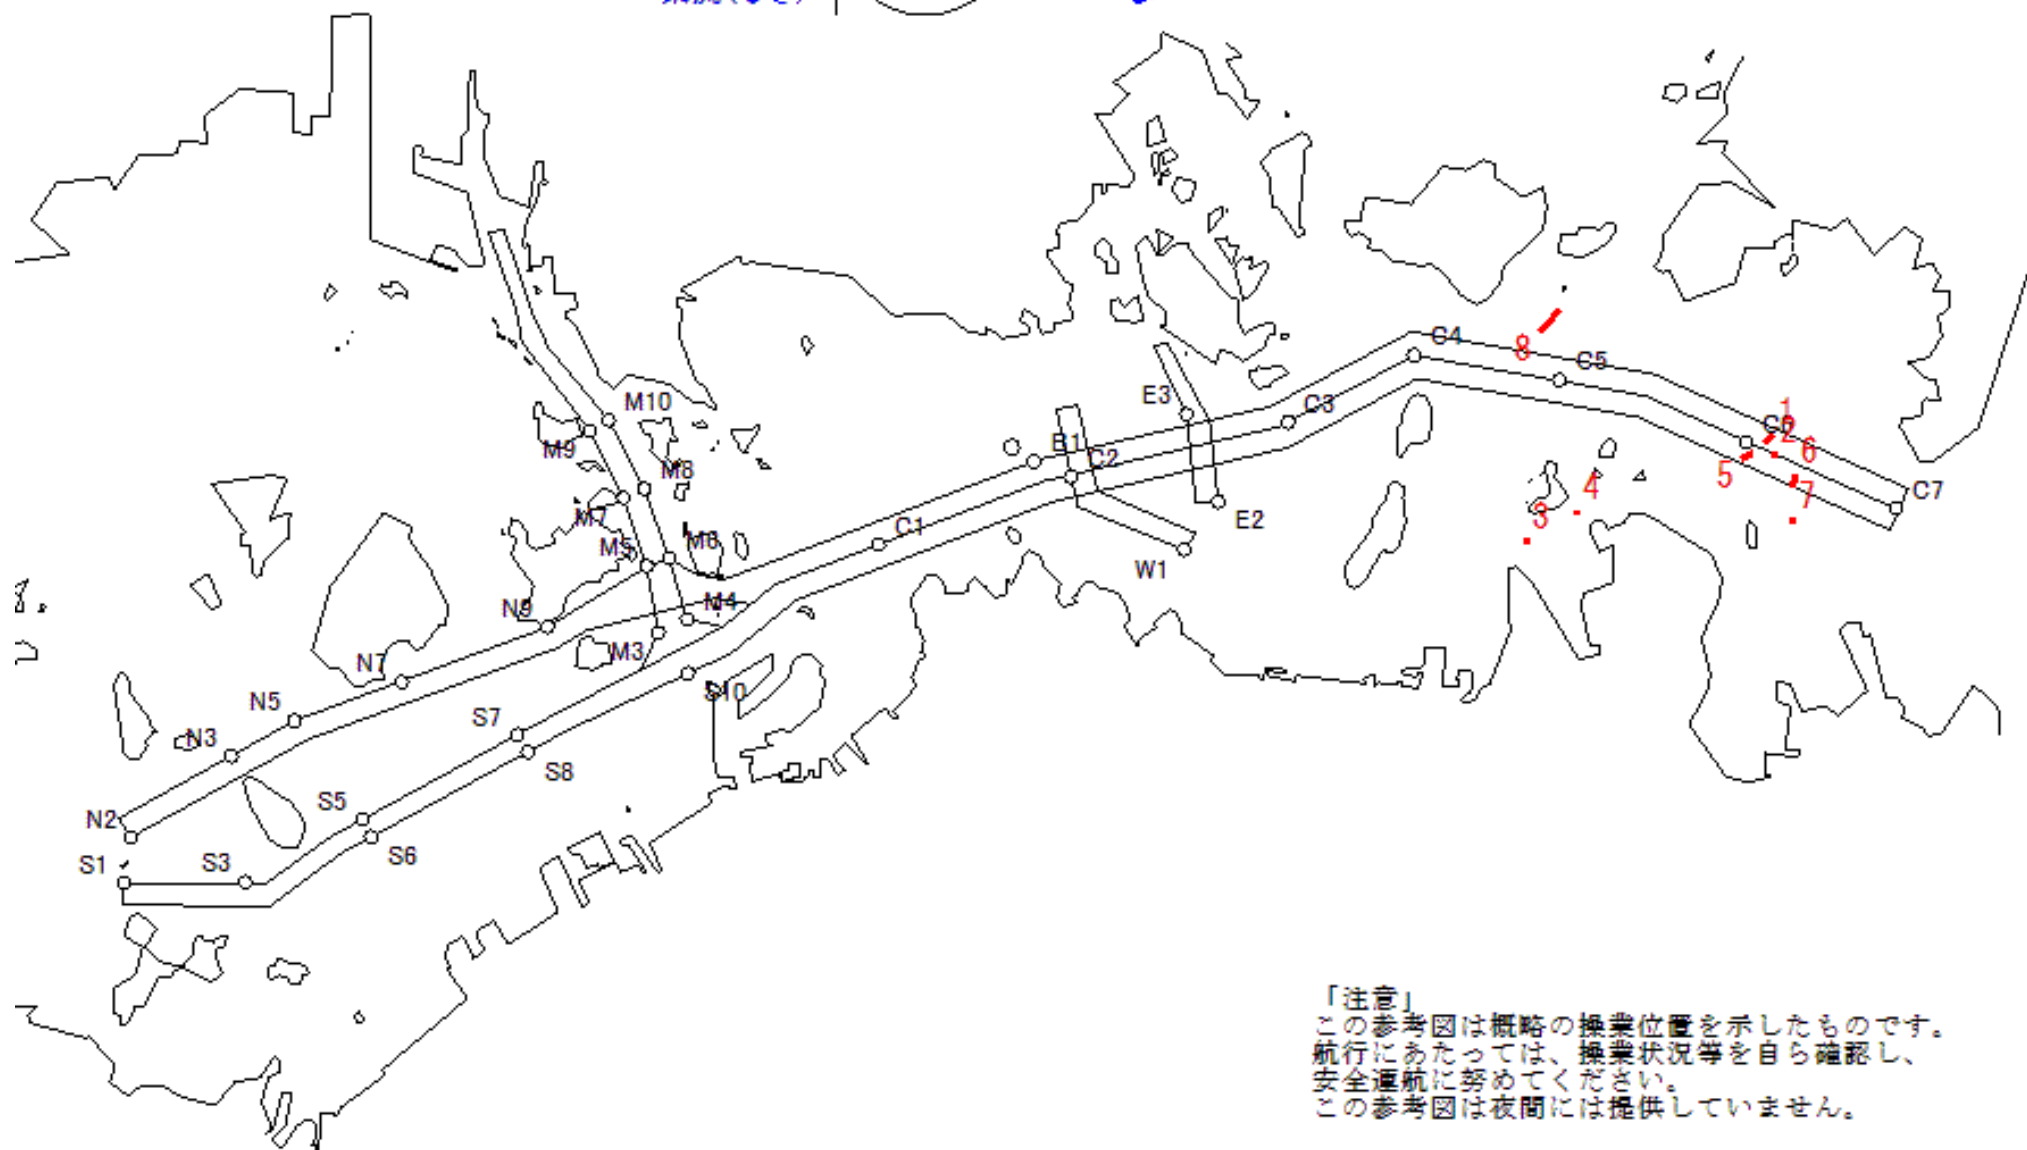 C4
8
C5
M10
E3
C3
1
C6
2
6
M9
B1
C2
M8
5
4
C7
7
M7
E2
3
C1
M5
M6
W1
N9
M4
M3
N7
S10
N5
S7
N3
S8
S5
N2
S6
S1
S3
「注意」
この参考図は概略の操業位置を示したものです。
航行にあたっては、操業状況等を自ら確認し、
安全運航に努めてください。
この参考図は夜間には提供していません。